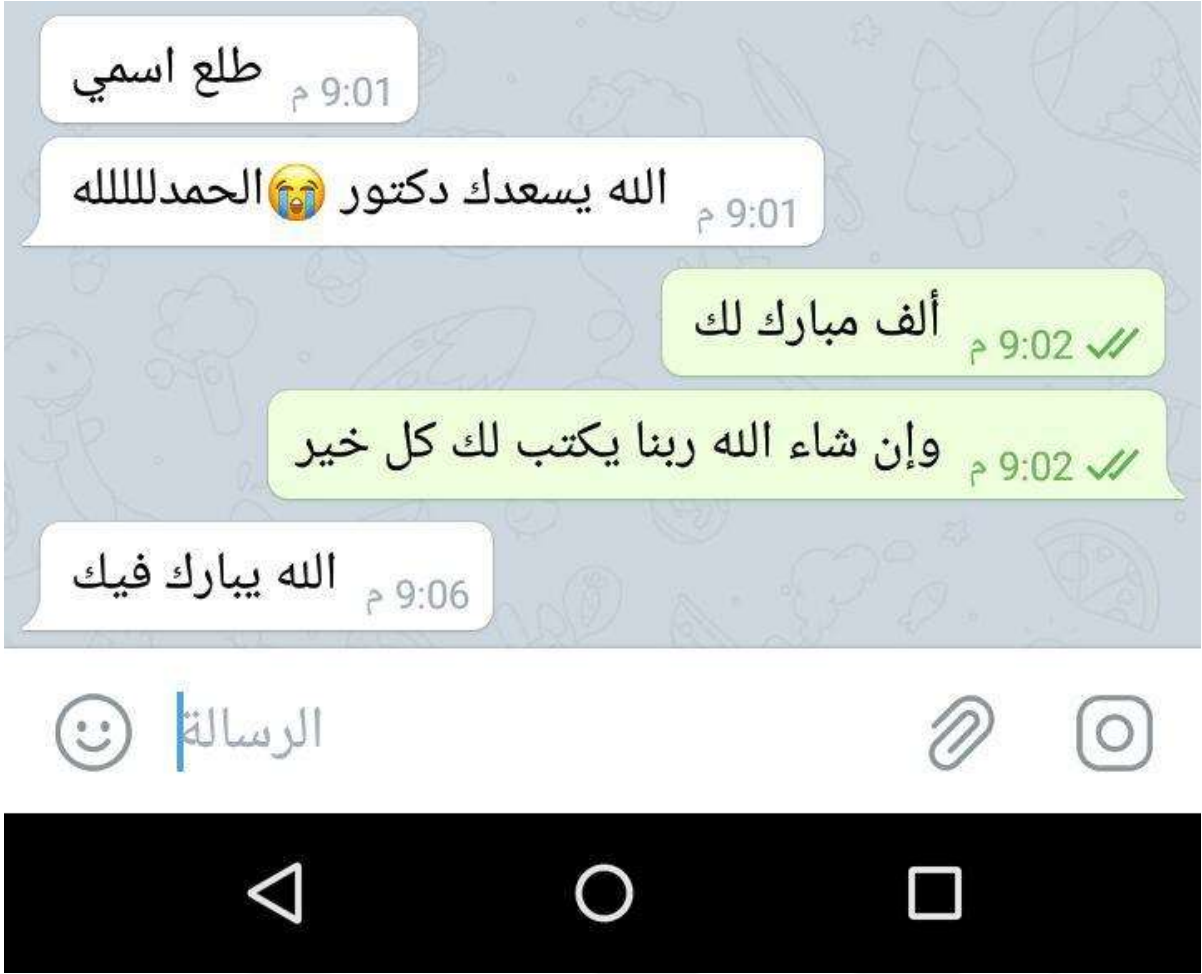 طلع اسمي
9:01 م
الله يسعدك دكتور 😭الحمدلللللله
9:01 م
ألف مبارك لك
9:02 م
وإن شاء الله ربنا يكتب لك كل خير
9:02 م
الله يبارك فيك
9:06 م
الرسالة